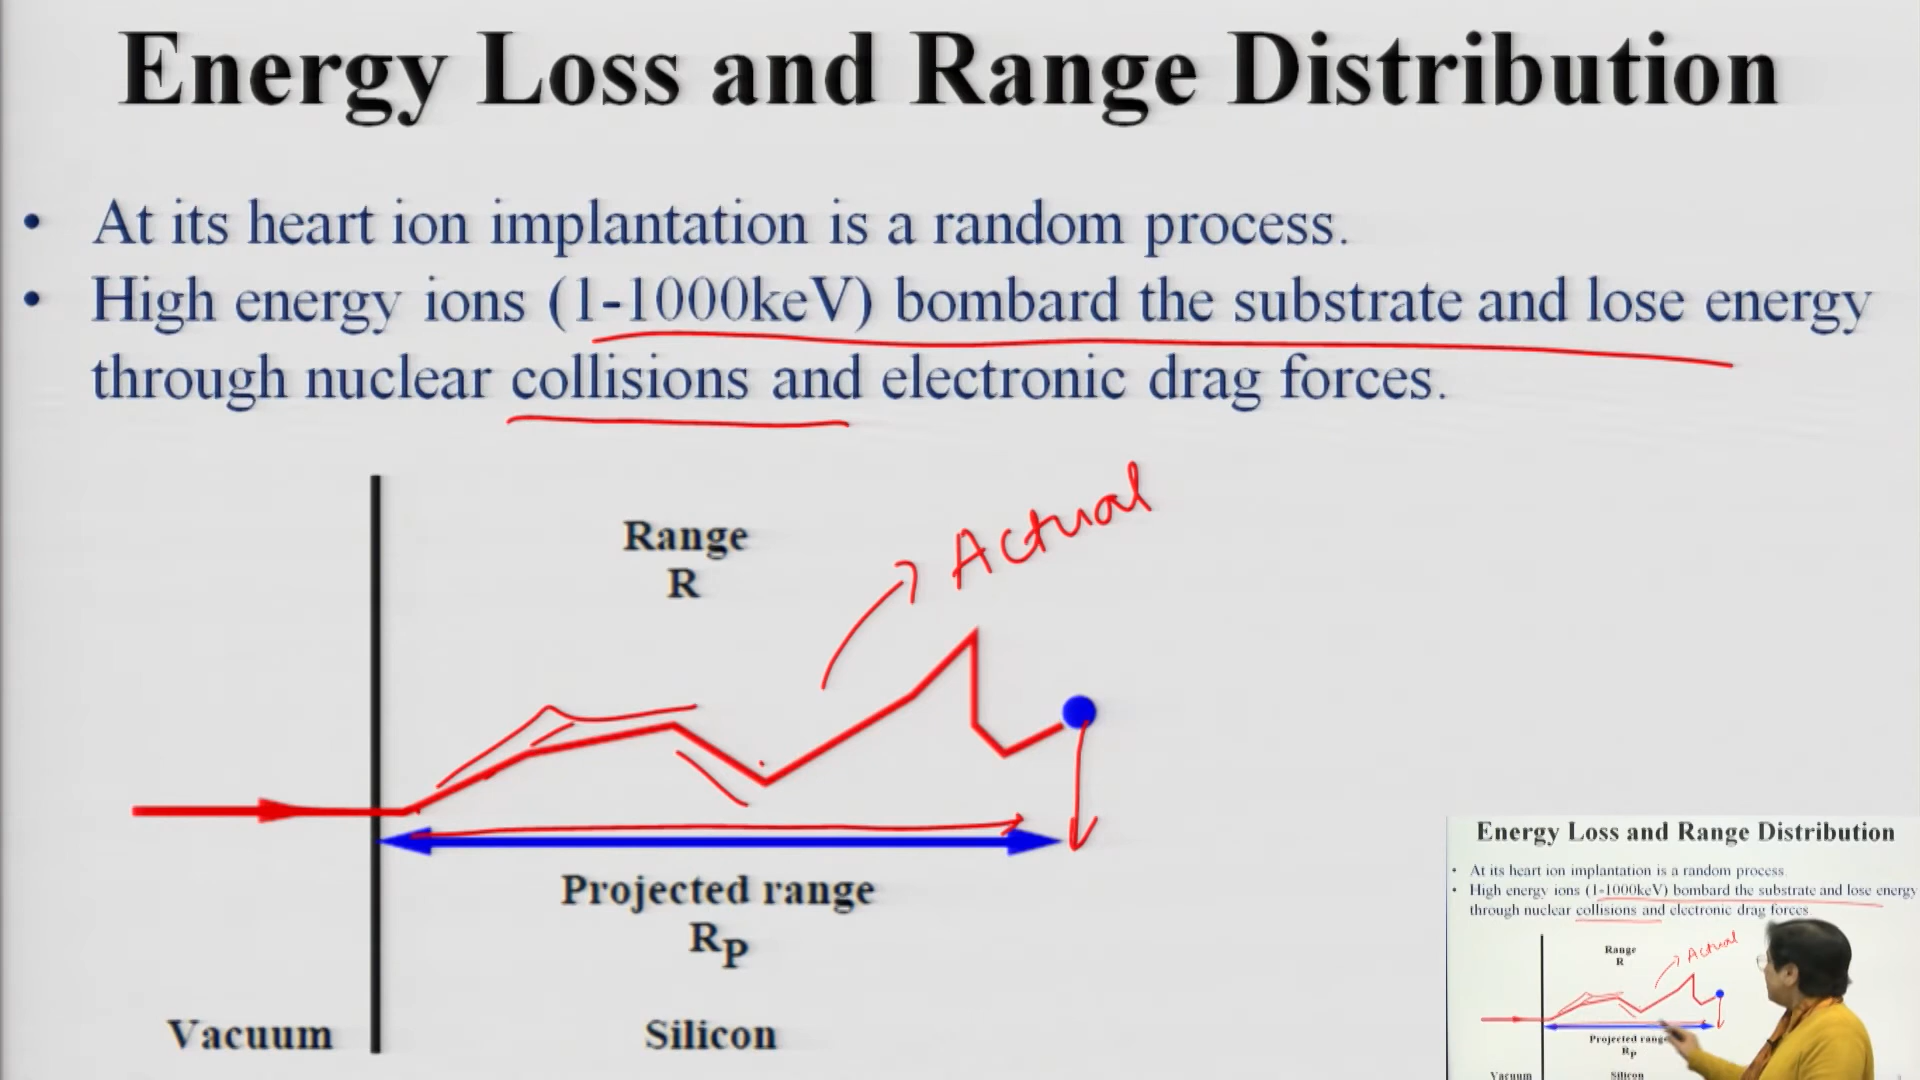 Energy Loss and Range Distribution
• At its heart ion implantation is a random process.
• High energy ions (1-1000keV) bombard the substrate and lose energy
through nuclear collisions and electronic drag forces.
Range
R
Actual
Projected range
RP
Vacuum
Silicon
Energy Loss and Range Distribution
• At its heart ion implantation is a random process
• High energy ions (1-1000keV) bombard the substrate and lose energy
through nuclear collisions and electronic drag forces.
Range
R
Actual
Projected range
RP
Vacuum
Silicon